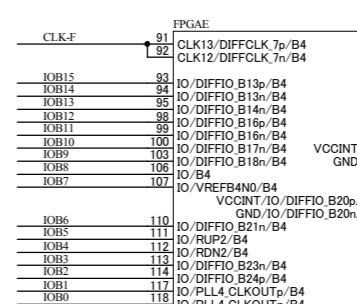 FPGAE
CLK-F 91 CLK13/DIFFCLK_7p/B4
92 CLK12/DIFFCLK_7n/B4
IOB15 93 IO/DIFFIO_B13p/B4
IOB14 94 IO/DIFFIO_B13n/B4
IOB13 95 IO/DIFFIO_B14n/B4
IOB12 98 IO/DIFFIO_B16p/B4
IOB11 99 IO/DIFFIO_B16n/B4
IOB10 100 IO/DIFFIO_B17n/B4 VCCINT
IOB9 103 IO/DIFFIO_B18n/B4 GND
IOB8 106 IO/B4
IOB7 107 IO/VREFB4N0/B4
VCCINT/IO/DIFFIO_B20p
GND/IO/DIFFIO_B20n
IOB6 110 IO/DIFFIO_B21n/B4
IOB5 111 IO/RUP2/B4
IOB4 112 IO/RDN2/B4
IOB3 113 IO/DIFFIO_B23n/B4
IOB2 114 IO/DIFFIO_B24p/B4
IOB1 117 IO/PLL4_CLKOUTp/B4
IOB0 118